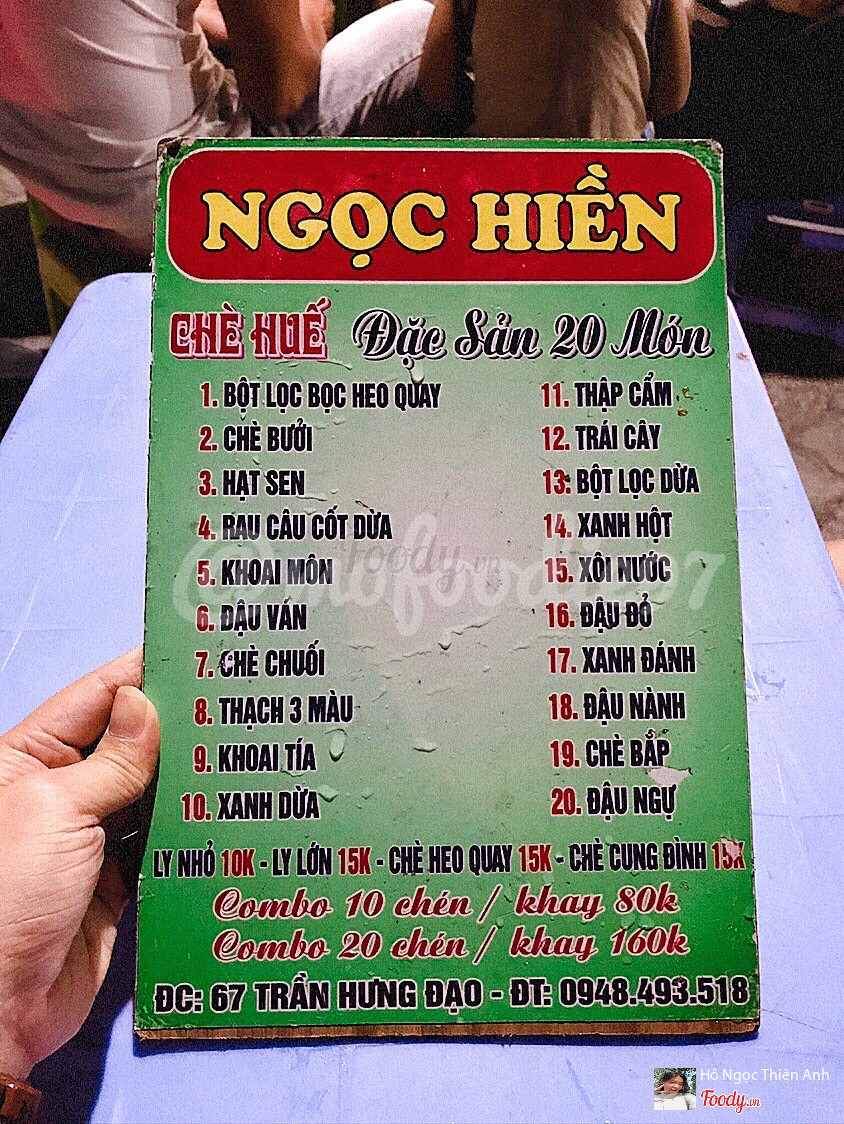 NGỌC HIỀN
CHÈ HUẾ Đặc Sản 20 Món
1. BỘT LỌC BỌC HEO QUAY
2. CHÈ BƯỞI
3. HẠT SEN
4. RAU CÂU CỐT DỪA
5. KHOAI MÔN
6. ĐẬU VÁN
7. CHÈ CHUỐI
8. THẠCH 3 MÀU
9. KHOAI TÍA
10. XANH DỪA
11. THẬP CẨM
12. TRÁI CÂY
13. BỘT LỌC DỪA
14. XANH HỘT
15. XÔI NƯỚC
16. ĐẬU ĐỎ
17. XANH ĐÁNH
18. ĐẬU NÀNH
19. CHÈ BẮP
20. ĐẬU NGỰ
LY NHỎ 10K - LY LỚN 15K - CHÈ HEO QUAY 15K - CHÈ CUNG ĐÌNH 15K
Combo 10 chén / khay 80k
Combo 20 chén / khay 160k
ĐC: 67 TRẦN HƯNG ĐẠO - ĐT: 0948.493.518
Foody.vn
Hồ Ngọc Thiên Anh
Foody.vn